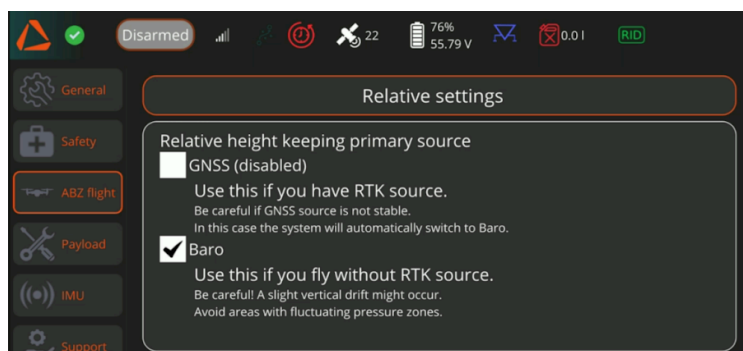 Disarmed
22
76%
55.79 V
0.0 l
RID
General
Relative settings
Safety
Relative height keeping primary source
GNSS (disabled)
Use this if you have RTK source.
Be careful if GNSS source is not stable.
In this case the system will automatically switch to Baro.
ABZ flight
Payload
Baro
Use this if you fly without RTK source.
Be careful! A slight vertical drift might occur.
Avoid areas with fluctuating pressure zones.
IMU
Support